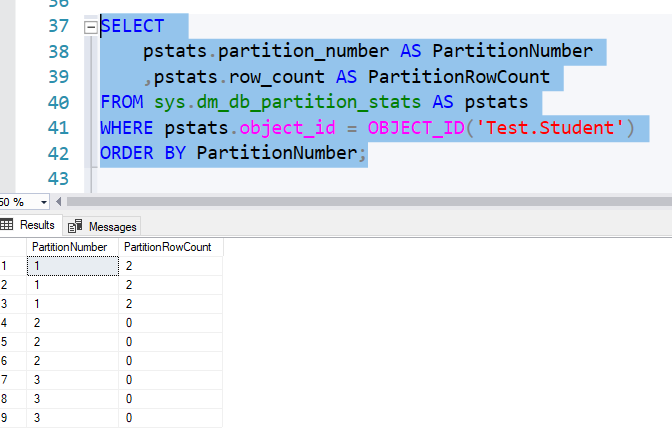 37 SELECT
38 pstats.partition_number AS PartitionNumber
39 ,pstats.row_count AS PartitionRowCount
40 FROM sys.dm_db_partition_stats AS pstats
41 WHERE pstats.object_id = OBJECT_ID('Test.Student')
42 ORDER BY PartitionNumber;
43
50 %
Results Messages
PartitionNumber PartitionRowCount
1 1 2
2 1 2
3 1 2
4 2 0
5 2 0
6 2 0
7 3 0
8 3 0
9 3 0